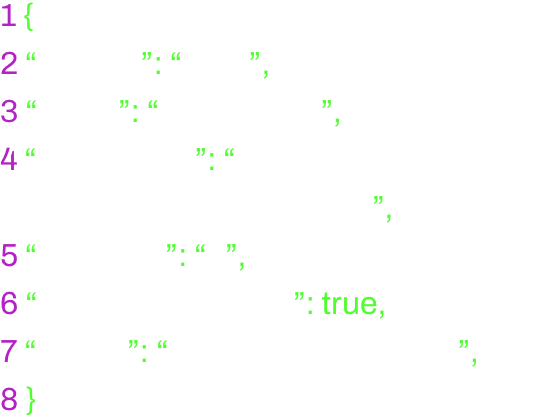 1 {
2 “ ”: “ ”,
3 “ ”: “ ”,
4 “ ”: “
”,
5 “ ”: “ ”,
6 “ ”: true,
7 “ ”: “ ”,
8 }